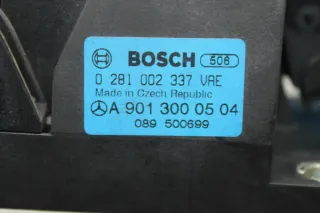 BOSCH 506
0 281 002 337 VAE
Made in Czech Republic
A 901 300 05 04
089 500699